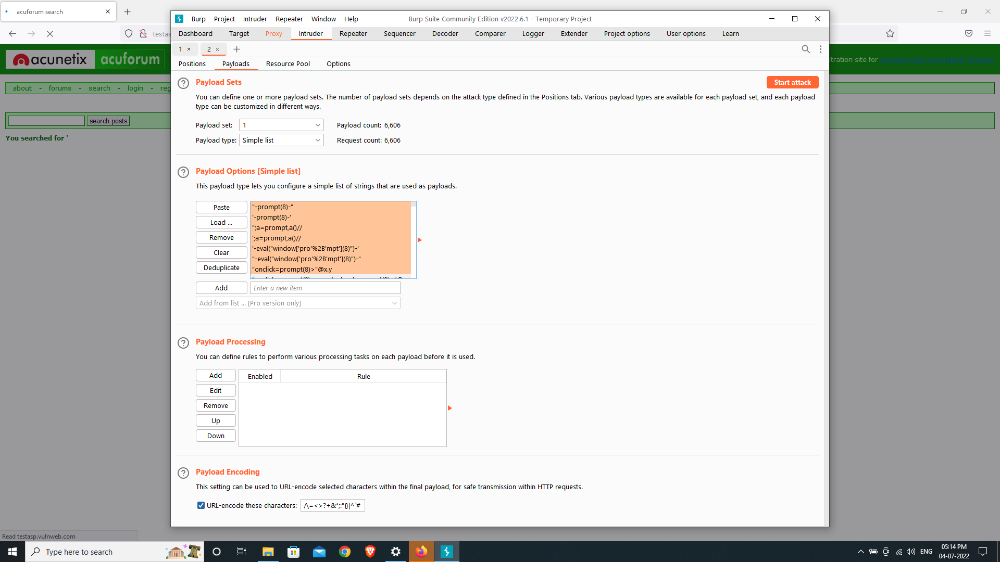 acuforum search
Burp Project Intruder Repeater Window Help Burp Suite Community Edition v2022.6.1 - Temporary Project
Dashboard Target Proxy Intruder Repeater Sequencer Decoder Comparer Logger Extender Project options User options Learn
testas
1 × 2 ×
acunetix acuforum
stration site for Acunetix Web Vulnerability Scanner
Positions Payloads Resource Pool Options
about - forums - search - login - reg
search posts
You searched for '
Payload Sets
Start attack
You can define one or more payload sets. The number of payload sets depends on the attack type defined in the Positions tab. Various payload types are available for each payload set, and each payload
type can be customized in different ways.
Payload set: 1 Payload count: 6,606
Payload type: Simple list Request count: 6,606
Payload Options [Simple list]
This payload type lets you configure a simple list of strings that are used as payloads.
Paste
Load ...
Remove
Clear
Deduplicate
"-prompt(8)-"
'-prompt(8)-'
";a=prompt,a()//
';a=prompt,a()//
'-eval("window['pro'%2B'mpt'](8)")-'
"-eval("window['pro'%2B'mpt'](8)")-"
"onclick=prompt(8)>"@x.y
Add Enter a new item
Add from list ... [Pro version only]
Payload Processing
You can define rules to perform various processing tasks on each payload before it is used.
Add
Edit
Remove
Up
Down
Enabled Rule
Payload Encoding
This setting can be used to URL-encode selected characters within the final payload, for safe transmission within HTTP requests.
URL-encode these characters: /\=<>?+&*;:"{}|^`#
Read testasp.vulnweb.com
Type here to search
ENG
05:14 PM
04-07-2022